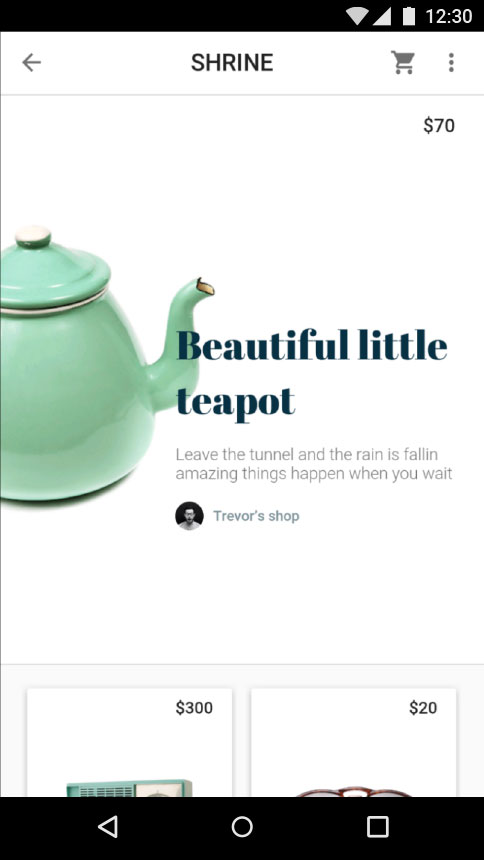 12:30
SHRINE
$70
Beautiful little
teapot
Leave the tunnel and the rain is fallin
amazing things happen when you wait
Trevor's shop
$300
$20